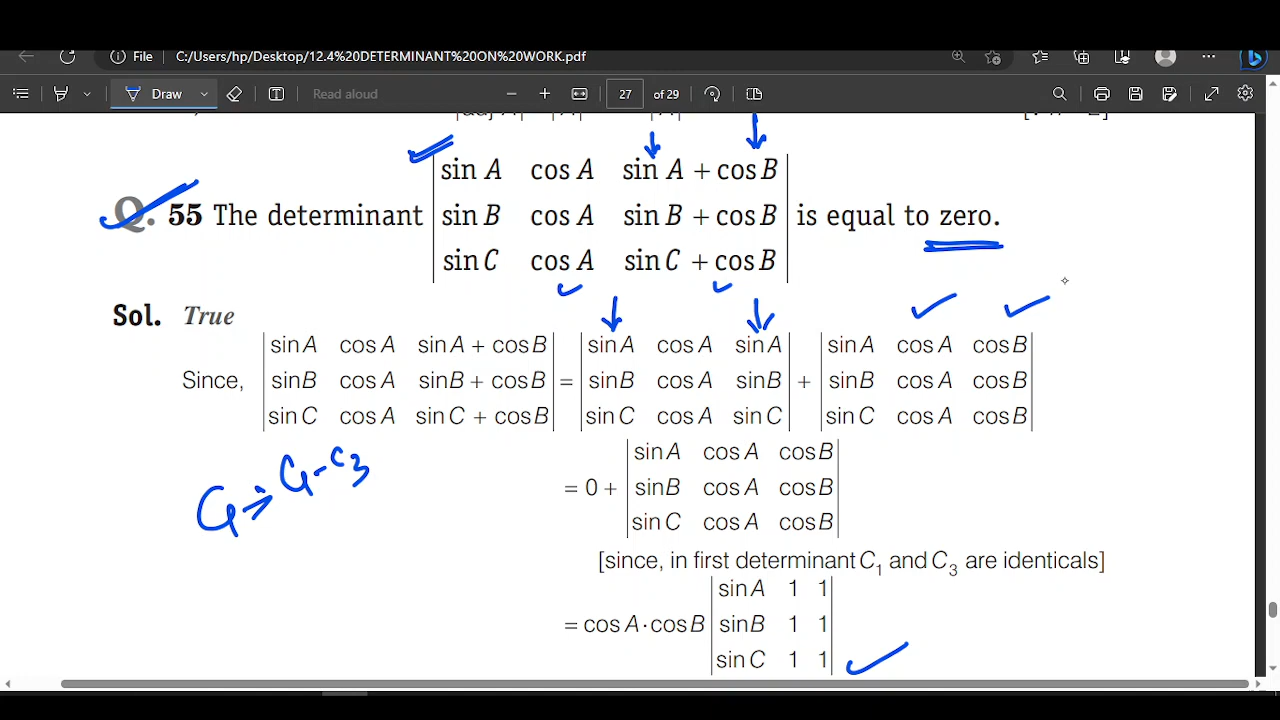 File C:/Users/hp/Desktop/12.4%20DETERMINANT%20ON%20WORK.pdf
Draw Read aloud 27 of 29
sin A cos A sin A + cos B
Q. 55 The determinant sin B cos A sin B + cos B is equal to zero.
sin C cos A sin C + cos B
Sol. True
sin A cos A sin A + cos B sin A cos A sin A sin A cos A cos B
Since, sin B cos A sin B + cos B = sin B cos A sin B + sin B cos A cos B
sin C cos A sin C + cos B sin C cos A sin C sin C cos A cos B
C₁ → C₁ - C₃
sin A cos A cos B
= 0 + sin B cos A cos B
sin C cos A cos B
[since, in first determinant C₁ and C₃ are identicals]
sin A 1 1
= cos A · cos B sin B 1 1
sin C 1 1